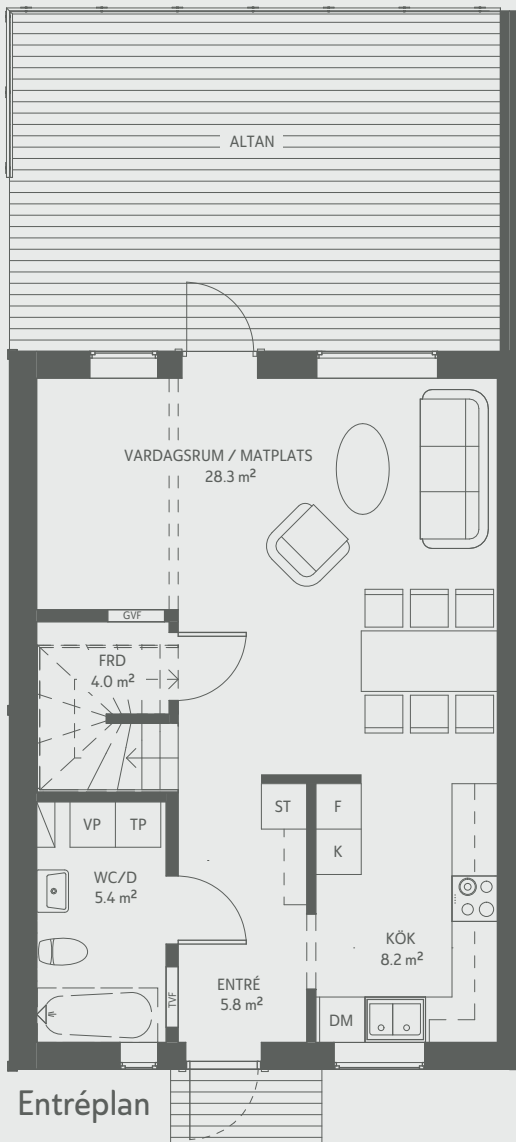 ALTAN
VARDAGSRUM / MATPLATS
28.3 m²
GVF
FRD
4.0 m²
ST
F
K
VP
TP
WC/D
5.4 m²
KÖK
8.2 m²
ENTRÉ
5.8 m²
TVF
DM
Entréplan